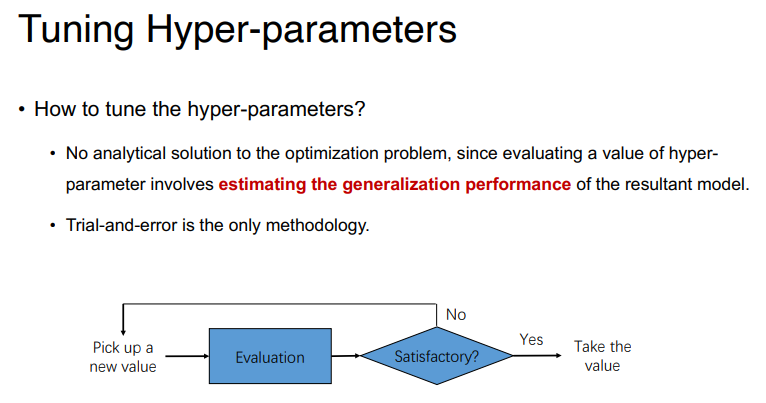 Tuning Hyper-parameters
• How to tune the hyper-parameters?
• No analytical solution to the optimization problem, since evaluating a value of hyper-
parameter involves estimating the generalization performance of the resultant model.
• Trial-and-error is the only methodology.
No
Pick up a
new value
Evaluation
Satisfactory?
Yes
Take the
value